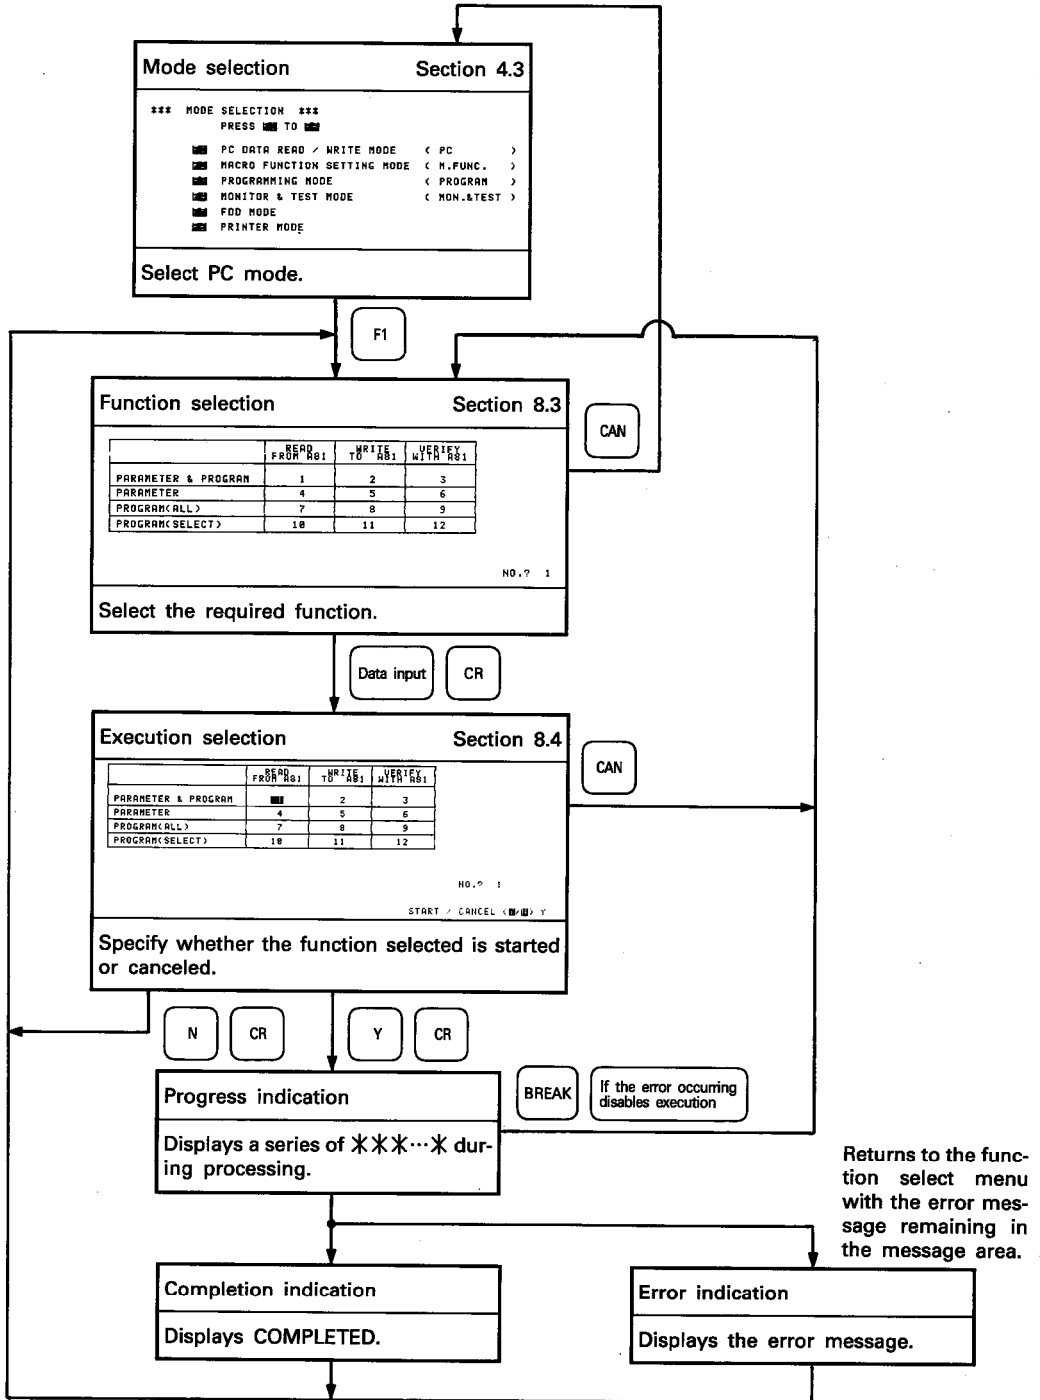 Mode selection Section 4.3
*** MODE SELECTION ***
PRESS TO
PC DATA READ / WRITE MODE < PC >
MACRO FUNCTION SETTING MODE < M.FUNC. >
PROGRAMMING MODE < PROGRAM >
MONITOR & TEST MODE < MON.&TEST >
FDD MODE
PRINTER MODE
Select PC mode.
F1
Function selection Section 8.3
CAN
READ FROM A81 WRITE TO A81 VERIFY WITH A81
PARAMETER & PROGRAM 1 2 3
PARAMETER 4 5 6
PROGRAM(ALL) 7 8 9
PROGRAM(SELECT) 10 11 12
NO.? 1
Select the required function.
Data input CR
Execution selection Section 8.4
CAN
READ FROM A81 WRITE TO A81 VERIFY WITH A81
PARAMETER & PROGRAM 2 3
PARAMETER 4 5 6
PROGRAM(ALL) 7 8 9
PROGRAM(SELECT) 10 11 12
NO.? 1
START / CANCEL < / > Y
Specify whether the function selected is started
or canceled.
N CR Y CR
Progress indication
BREAK
If the error occurring
disables execution
Displays a series of ***···* dur-
ing processing.
Returns to the func-
tion select menu
with the error mes-
sage remaining in
the message area.
Completion indication
Displays COMPLETED.
Error indication
Displays the error message.